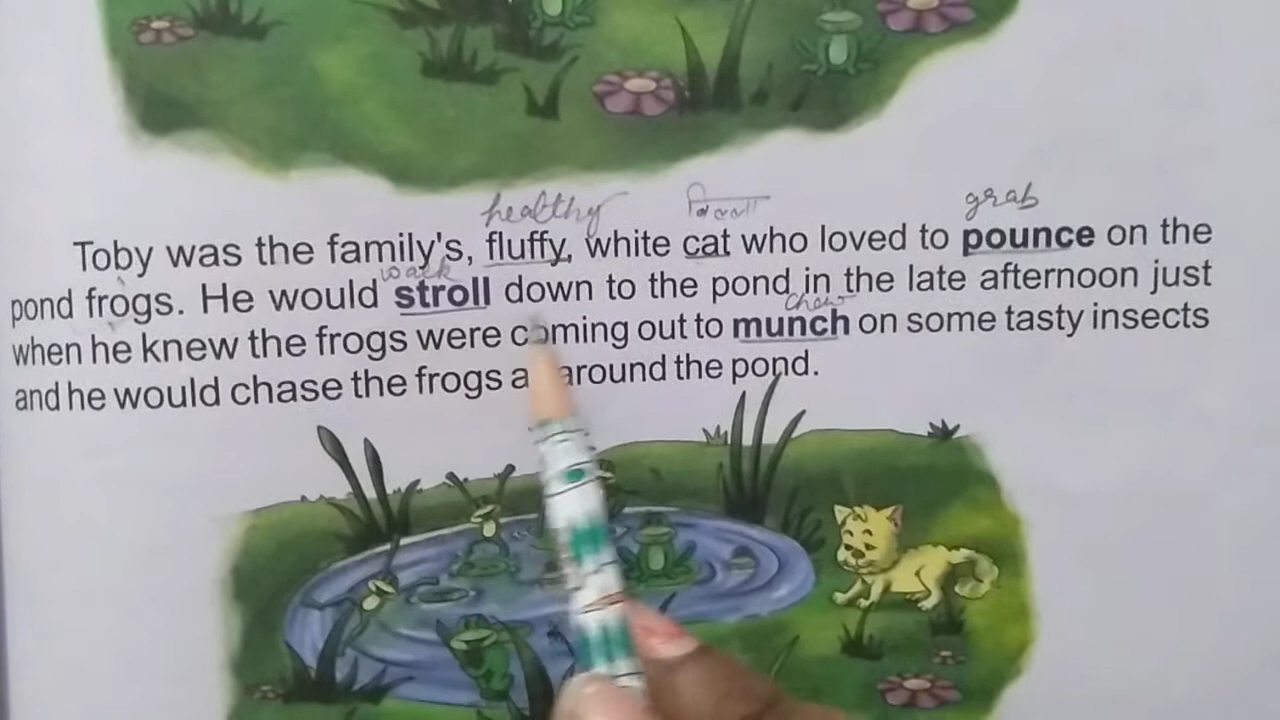 healthy बिल्ली grab
Toby was the family's, fluffy, white cat who loved to pounce on the
walk
pond frogs. He would stroll down to the pond in the late afternoon just
chew
when he knew the frogs were coming out to munch on some tasty insects
and he would chase the frogs around the pond.